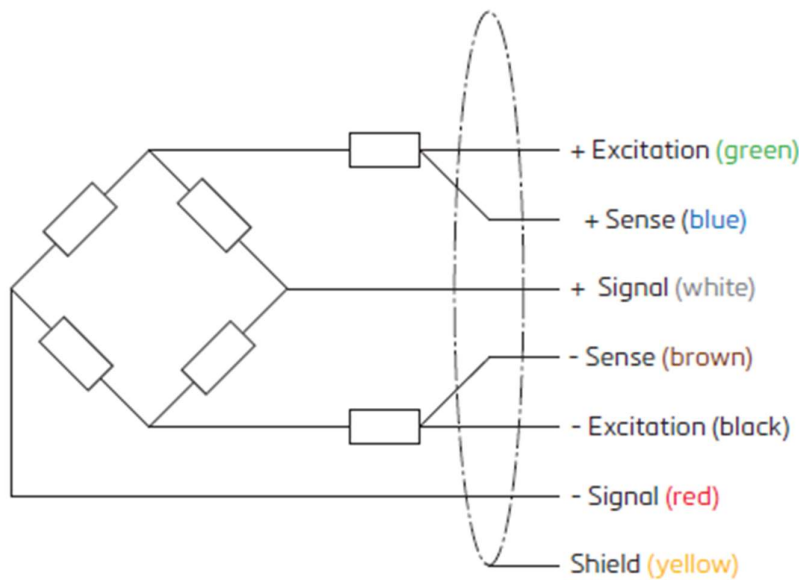 + Excitation (green)
+ Sense (blue)
+ Signal (white)
- Sense (brown)
- Excitation (black)
- Signal (red)
Shield (yellow)